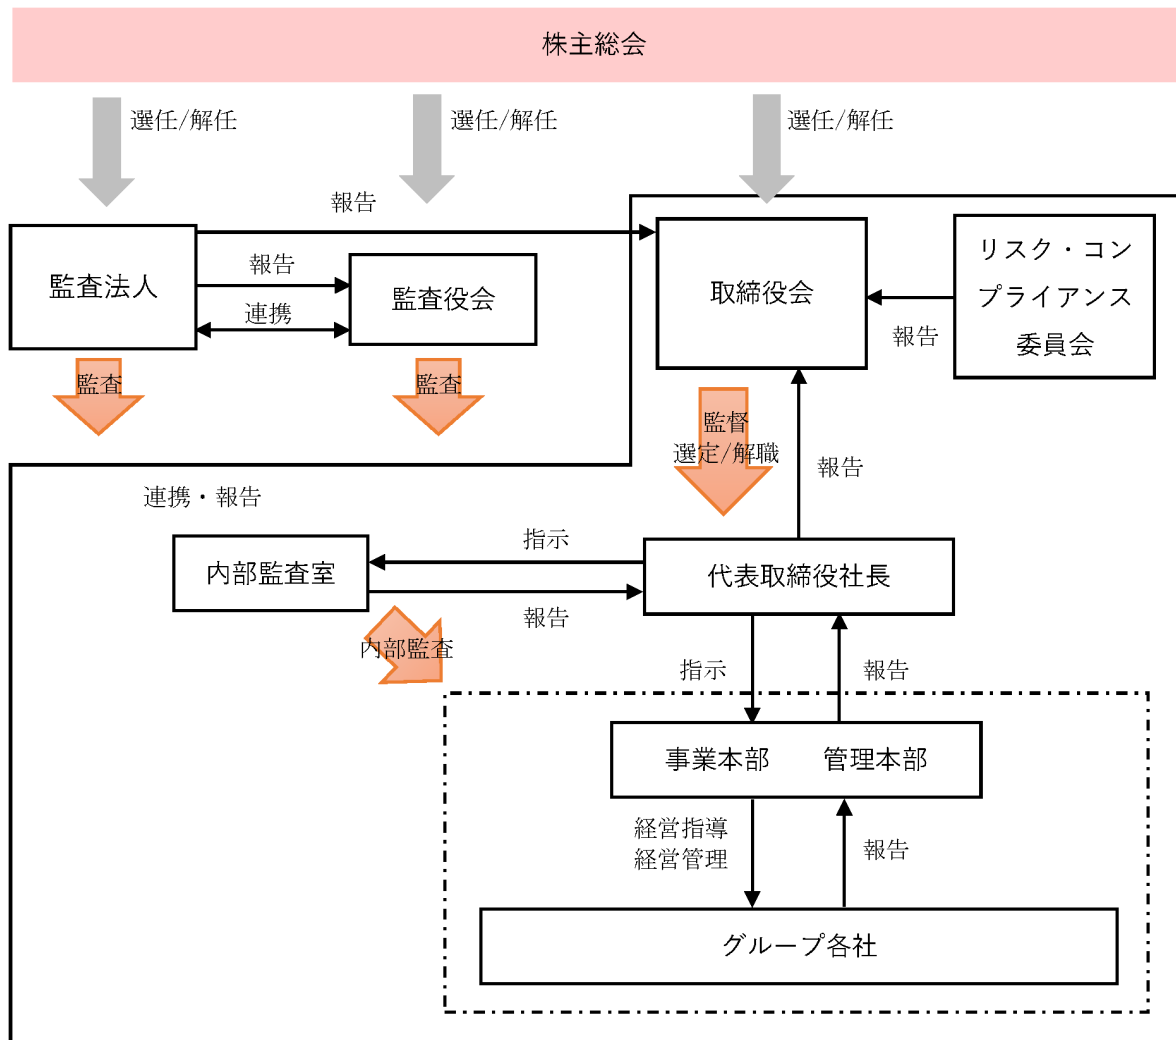 株主総会
選任/解任
選任/解任
選任/解任
報告
監査法人
報告
連携
監査役会
取締役会
リスク・コン
プライアンス
委員会
報告
監査
監査
監督
選定/解職
報告
連携・報告
指示
内部監査室
代表取締役社長
報告
内部監査
指示
報告
事業本部 管理本部
経営指導
経営管理
報告
グループ各社